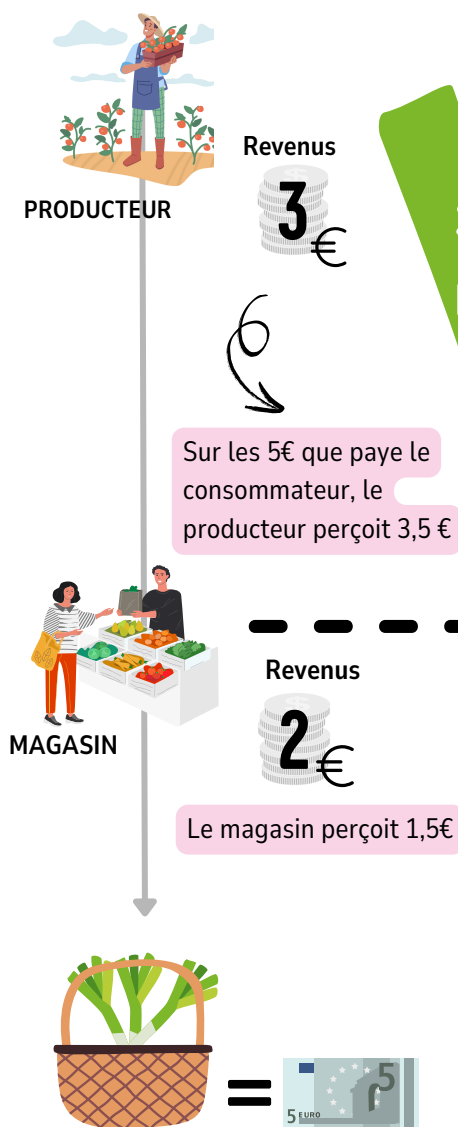 Revenus
3 €
PRODUCTEUR
Sur les 5€ que paye le
consommateur, le
producteur perçoit 3,5 €
Revenus
2 €
MAGASIN
Le magasin perçoit 1,5€
=
5
5 EURO